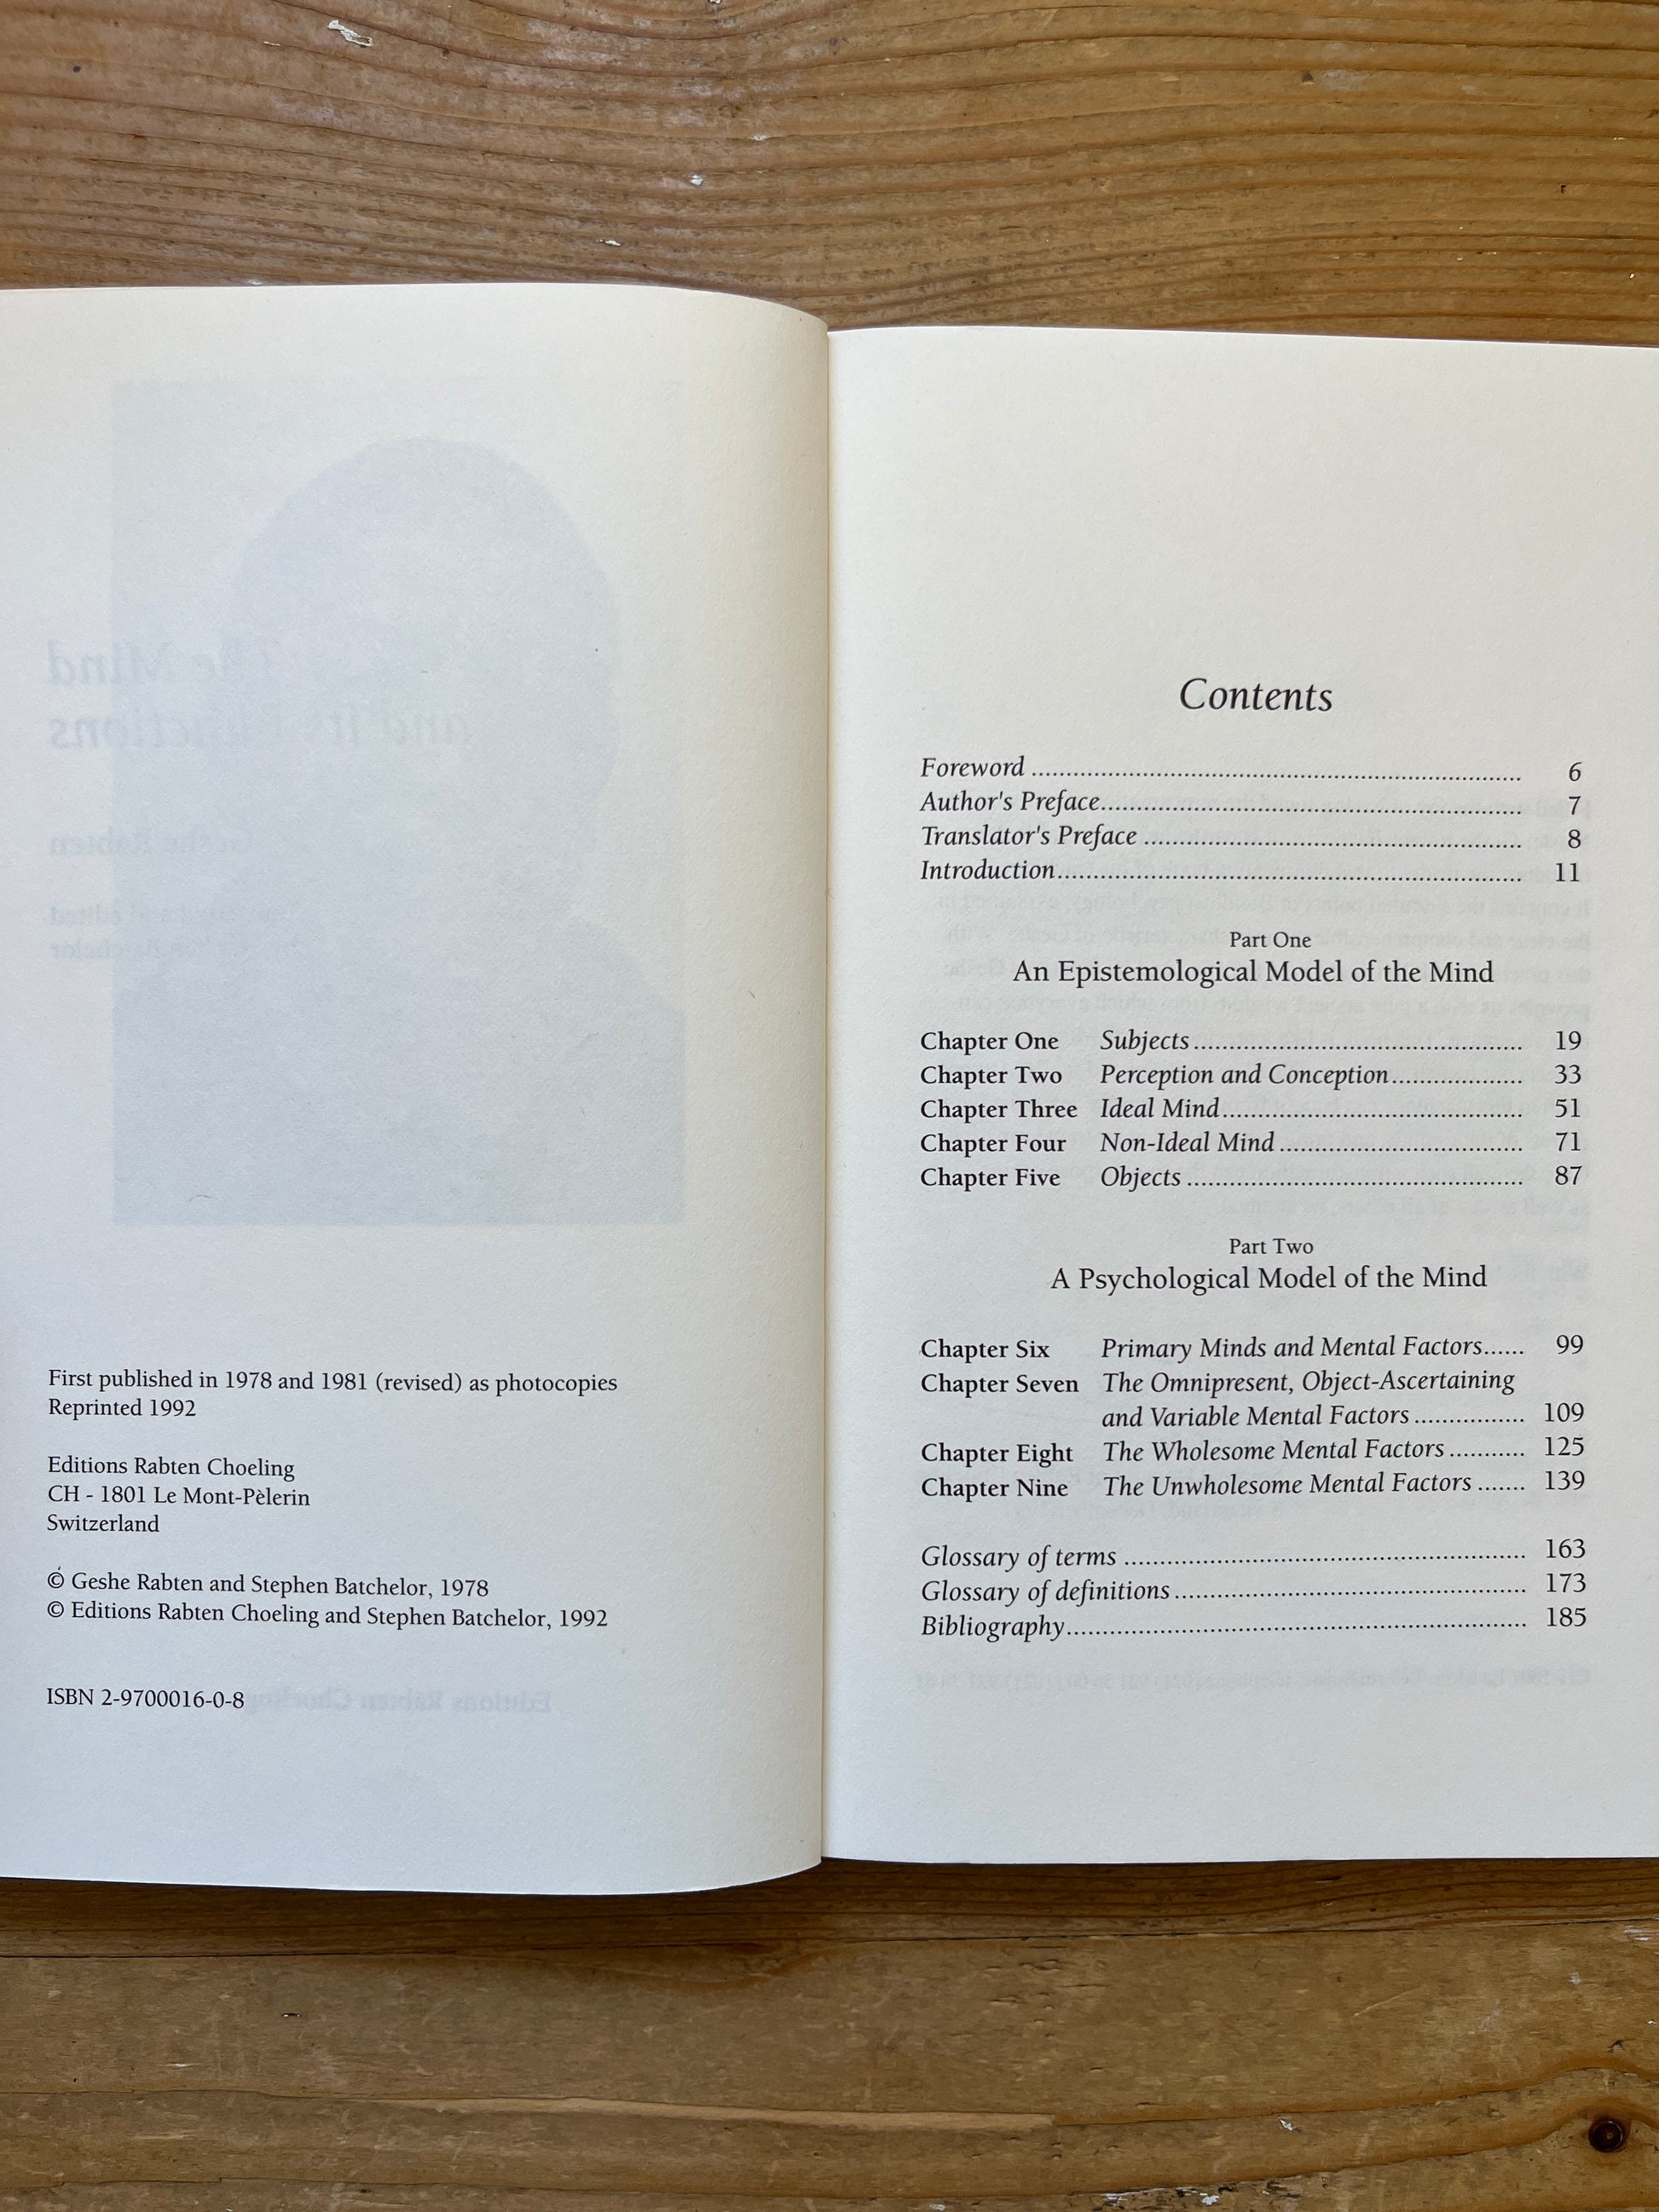 First published in 1978 and 1981 (revised) as photocopies
Reprinted 1992
Editions Rabten Choeling
CH - 1801 Le Mont-Pèlerin
Switzerland
© Geshe Rabten and Stephen Batchelor, 1978
© Editions Rabten Choeling and Stephen Batchelor, 1992
ISBN 2-9700016-0-8
Contents
Foreword ........ 6
Author's Preface ........ 7
Translator's Preface ........ 8
Introduction ........ 11
Part One
An Epistemological Model of the Mind
Chapter One Subjects ........ 19
Chapter Two Perception and Conception ........ 33
Chapter Three Ideal Mind ........ 51
Chapter Four Non-Ideal Mind ........ 71
Chapter Five Objects ........ 87
Part Two
A Psychological Model of the Mind
Chapter Six Primary Minds and Mental Factors ...... 99
Chapter Seven The Omnipresent, Object-Ascertaining
and Variable Mental Factors ........ 109
Chapter Eight The Wholesome Mental Factors ........ 125
Chapter Nine The Unwholesome Mental Factors ....... 139
Glossary of terms ........ 163
Glossary of definitions ........ 173
Bibliography ........ 185